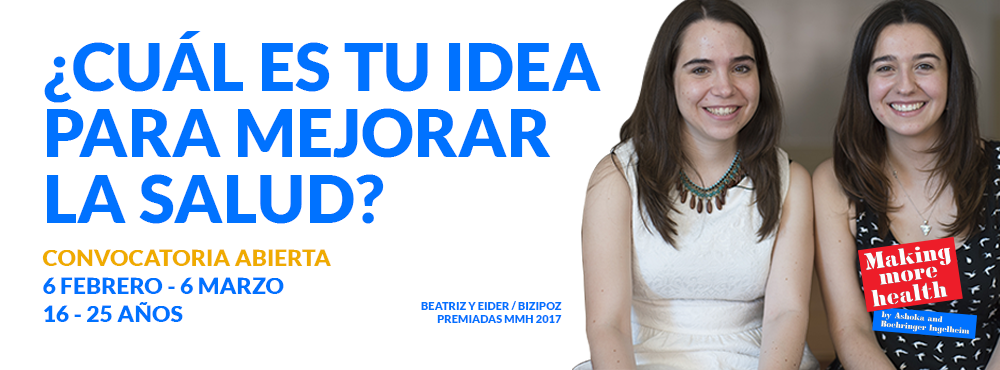 ¿CUÁL ES TU IDEA
PARA MEJORAR
LA SALUD?
CONVOCATORIA ABIERTA
6 FEBRERO - 6 MARZO
16 - 25 AÑOS
BEATRIZ Y EIDER / BIZIPOZ
PREMIADAS MMH 2017
Making
more
health
by Ashoka and
Boehringer Ingelheim